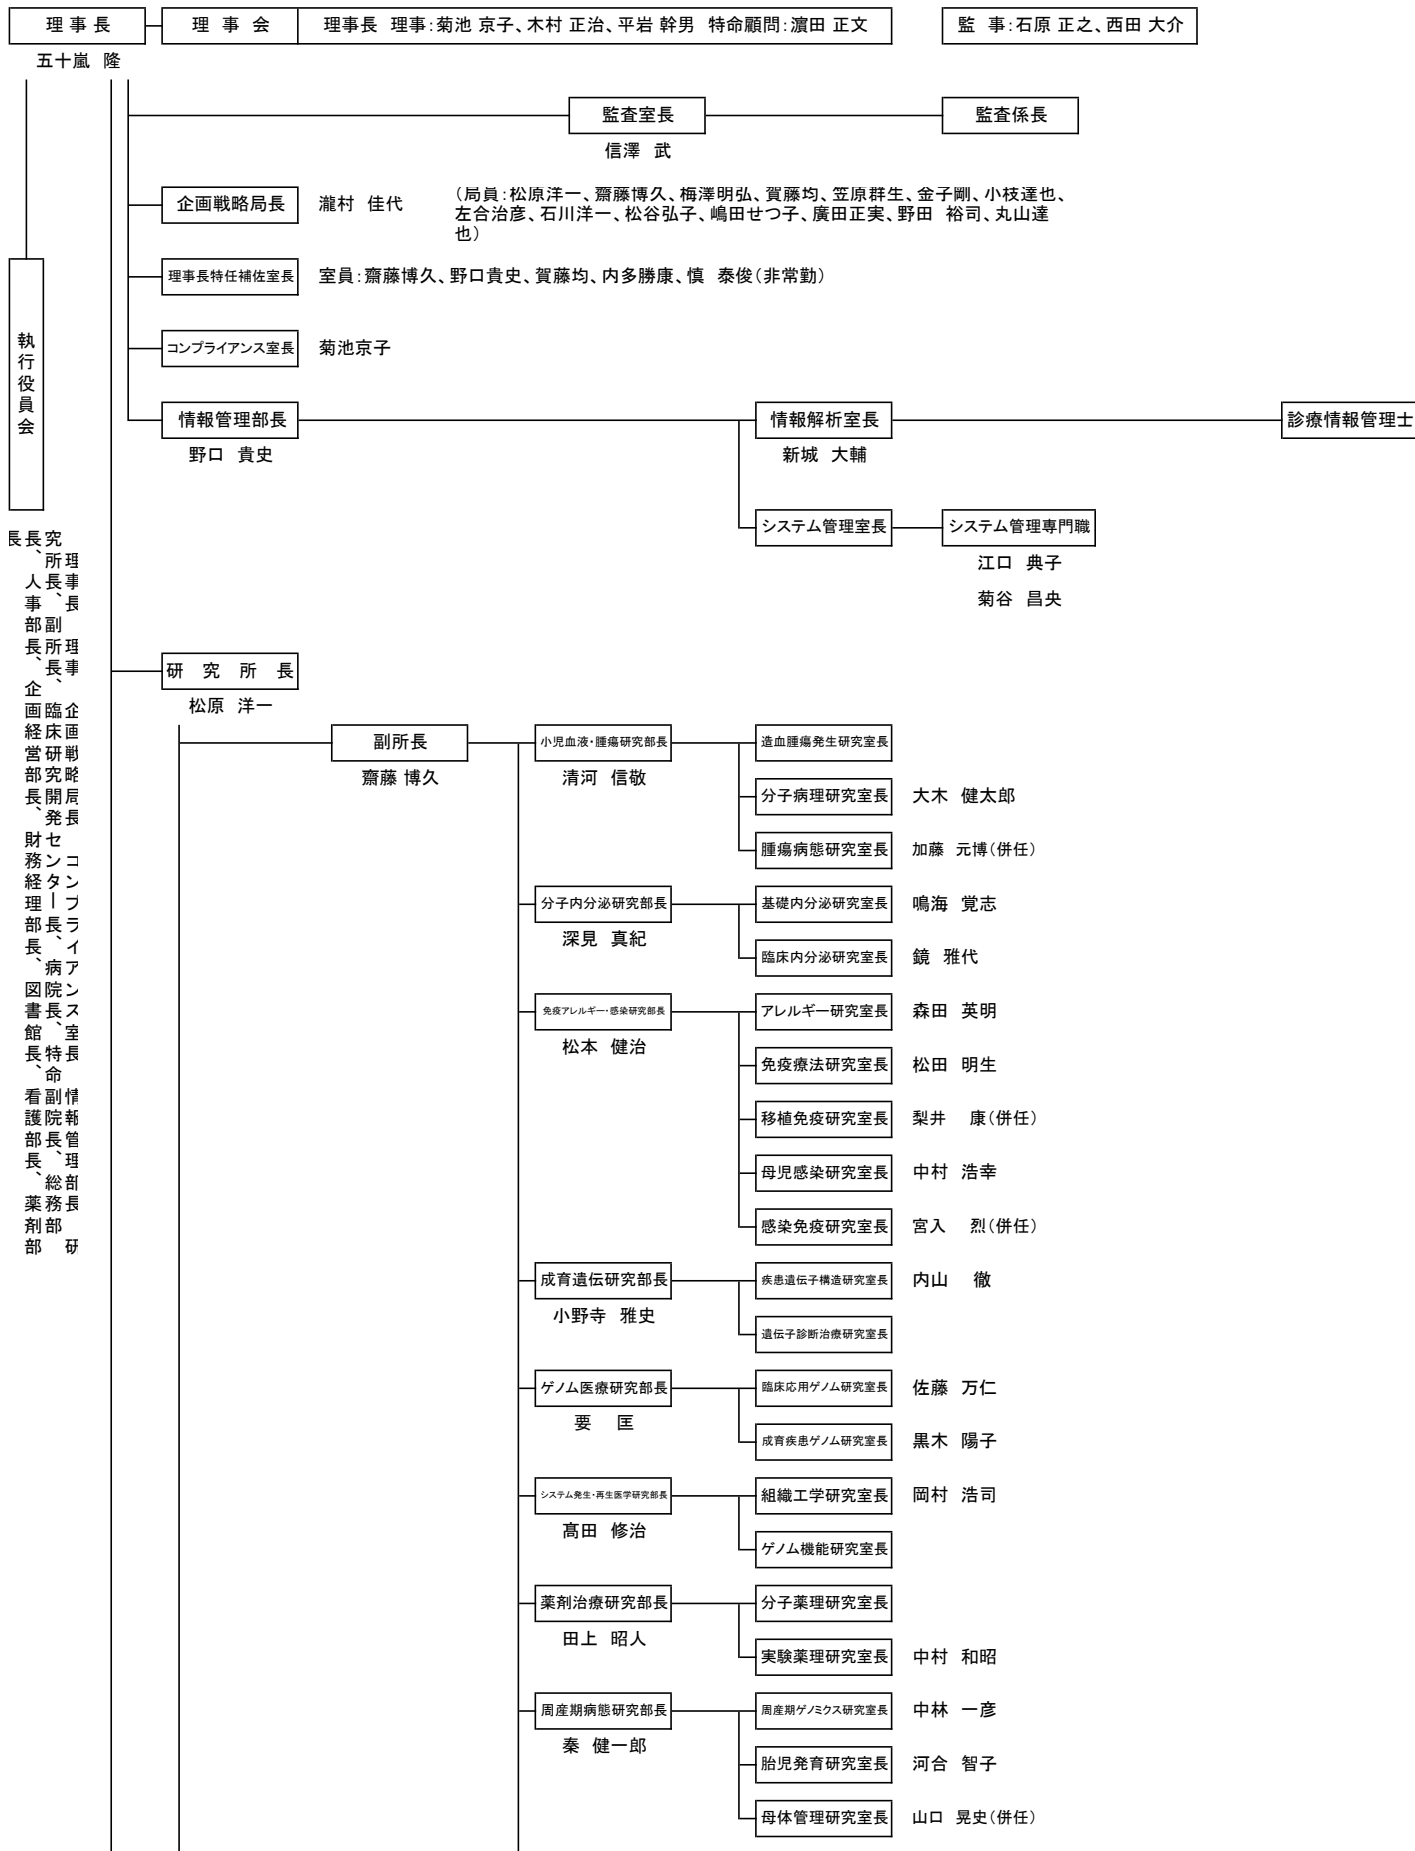 理事長
理事会
理事長 理事:菊池 京子、木村 正治、平岩 幹男 特命顧問:濵田 正文
監 事:石原 正之、西田 大介
五十嵐 隆
監査室長
監査係長
信澤 武
企画戦略局長
瀧村 佳代
(局員:松原洋一、齋藤博久、梅澤明弘、賀藤均、笠原群生、金子剛、小枝達也、
左合治彦、石川洋一、松谷弘子、嶋田せつ子、廣田正実、野田 裕司、丸山達
也)
理事長特任補佐室長
室員:齋藤博久、野口貴史、賀藤均、内多勝康、慎 泰俊(非常勤)
コンプライアンス室長
菊池京子
執行役員会
情報管理部長
情報解析室長
診療情報管理士
野口 貴史
新城 大輔
システム管理室長
システム管理専門職
江口 典子
菊谷 昌央
理事長 理事 企画戦略局長 コンプライアンス室長 情報管理部長 研
究所長、副所長、臨床研究開発センター長、病院長、特命副院長、総務部
長、人事部長、企画経営部長、財務経理部長、図書館長、看護部長、薬剤部
長
研究所長
松原 洋一
副所長
齋藤 博久
小児血液・腫瘍研究部長
清河 信敬
造血腫瘍発生研究室長
分子病理研究室長
大木 健太郎
腫瘍病態研究室長
加藤 元博(併任)
分子内分泌研究部長
深見 真紀
基礎内分泌研究室長
鳴海 覚志
臨床内分泌研究室長
鏡 雅代
免疫アレルギー・感染研究部長
松本 健治
アレルギー研究室長
森田 英明
免疫療法研究室長
松田 明生
移植免疫研究室長
梨井 康(併任)
母児感染研究室長
中村 浩幸
感染免疫研究室長
宮入 烈(併任)
成育遺伝研究部長
小野寺 雅史
疾患遺伝子構造研究室長
内山 徹
遺伝子診断治療研究室長
ゲノム医療研究部長
要 匡
臨床応用ゲノム研究室長
佐藤 万仁
成育疾患ゲノム研究室長
黒木 陽子
システム発生・再生医学研究部長
髙田 修治
組織工学研究室長
岡村 浩司
ゲノム機能研究室長
薬剤治療研究部長
田上 昭人
分子薬理研究室長
実験薬理研究室長
中村 和昭
周産期病態研究部長
秦 健一郎
周産期ゲノミクス研究室長
中林 一彦
胎児発育研究室長
河合 智子
母体管理研究室長
山口 晃史(併任)